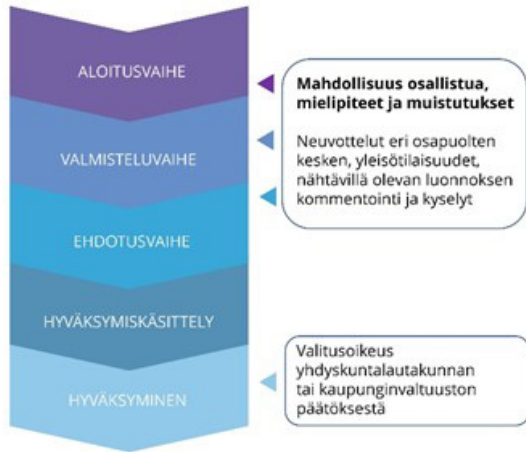 ALOITUSVAIHE
VALMISTELUVAIHE
EHDOTUSVAIHE
HYVÄKSYMISKÄSITTELY
HYVÄKSYMINEN
Mahdollisuus osallistua,
mielipiteet ja muistutukset
Neuvottelut eri osapuolten
kesken, yleisötilaisuudet,
nähtävillä olevan luonnoksen
kommentointi ja kyselyt
Valitusoikeus
yhdyskuntalautakunnan
tai kaupunginvaltuuston
päätöksestä